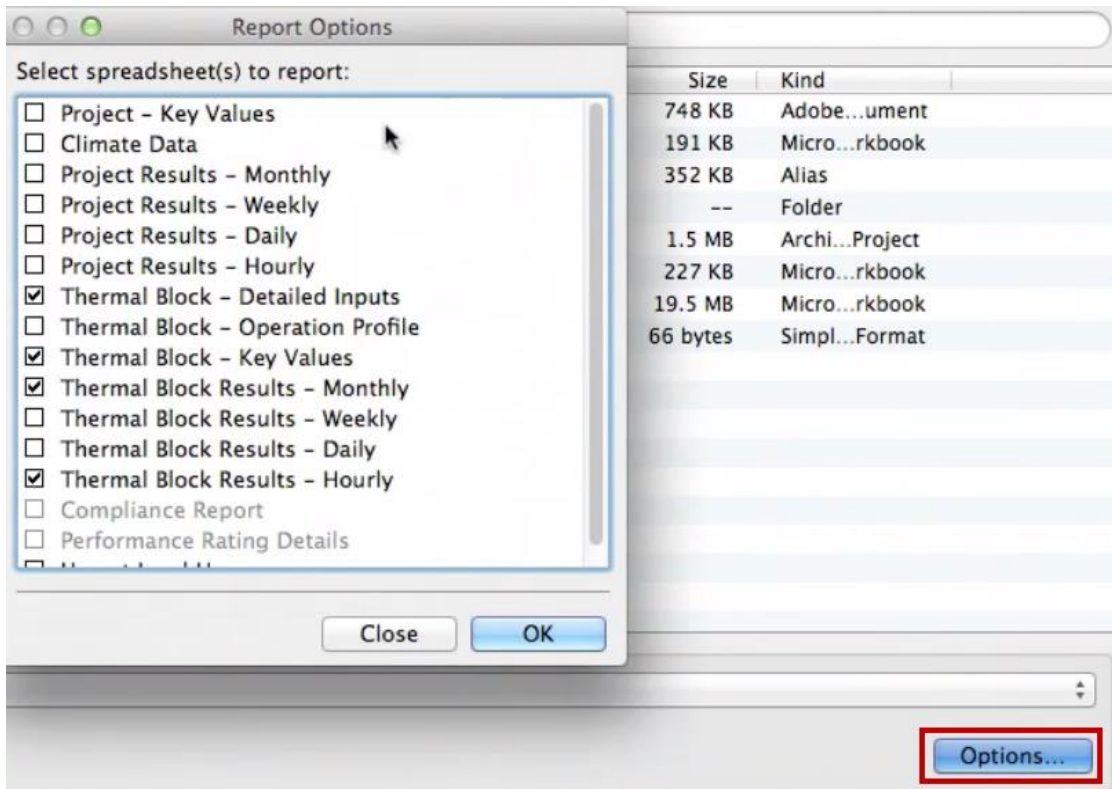 Report Options
Select spreadsheet(s) to report:
Project – Key Values
Climate Data
Project Results – Monthly
Project Results – Weekly
Project Results – Daily
Project Results – Hourly
Thermal Block – Detailed Inputs
Thermal Block – Operation Profile
Thermal Block – Key Values
Thermal Block Results – Monthly
Thermal Block Results – Weekly
Thermal Block Results – Daily
Thermal Block Results – Hourly
Compliance Report
Performance Rating Details
Close OK
Size Kind
748 KB Adobe...ument
191 KB Micro...rkbook
352 KB Alias
-- Folder
1.5 MB Archi...Project
227 KB Micro...rkbook
19.5 MB Micro...rkbook
66 bytes Simpl...Format
Options...